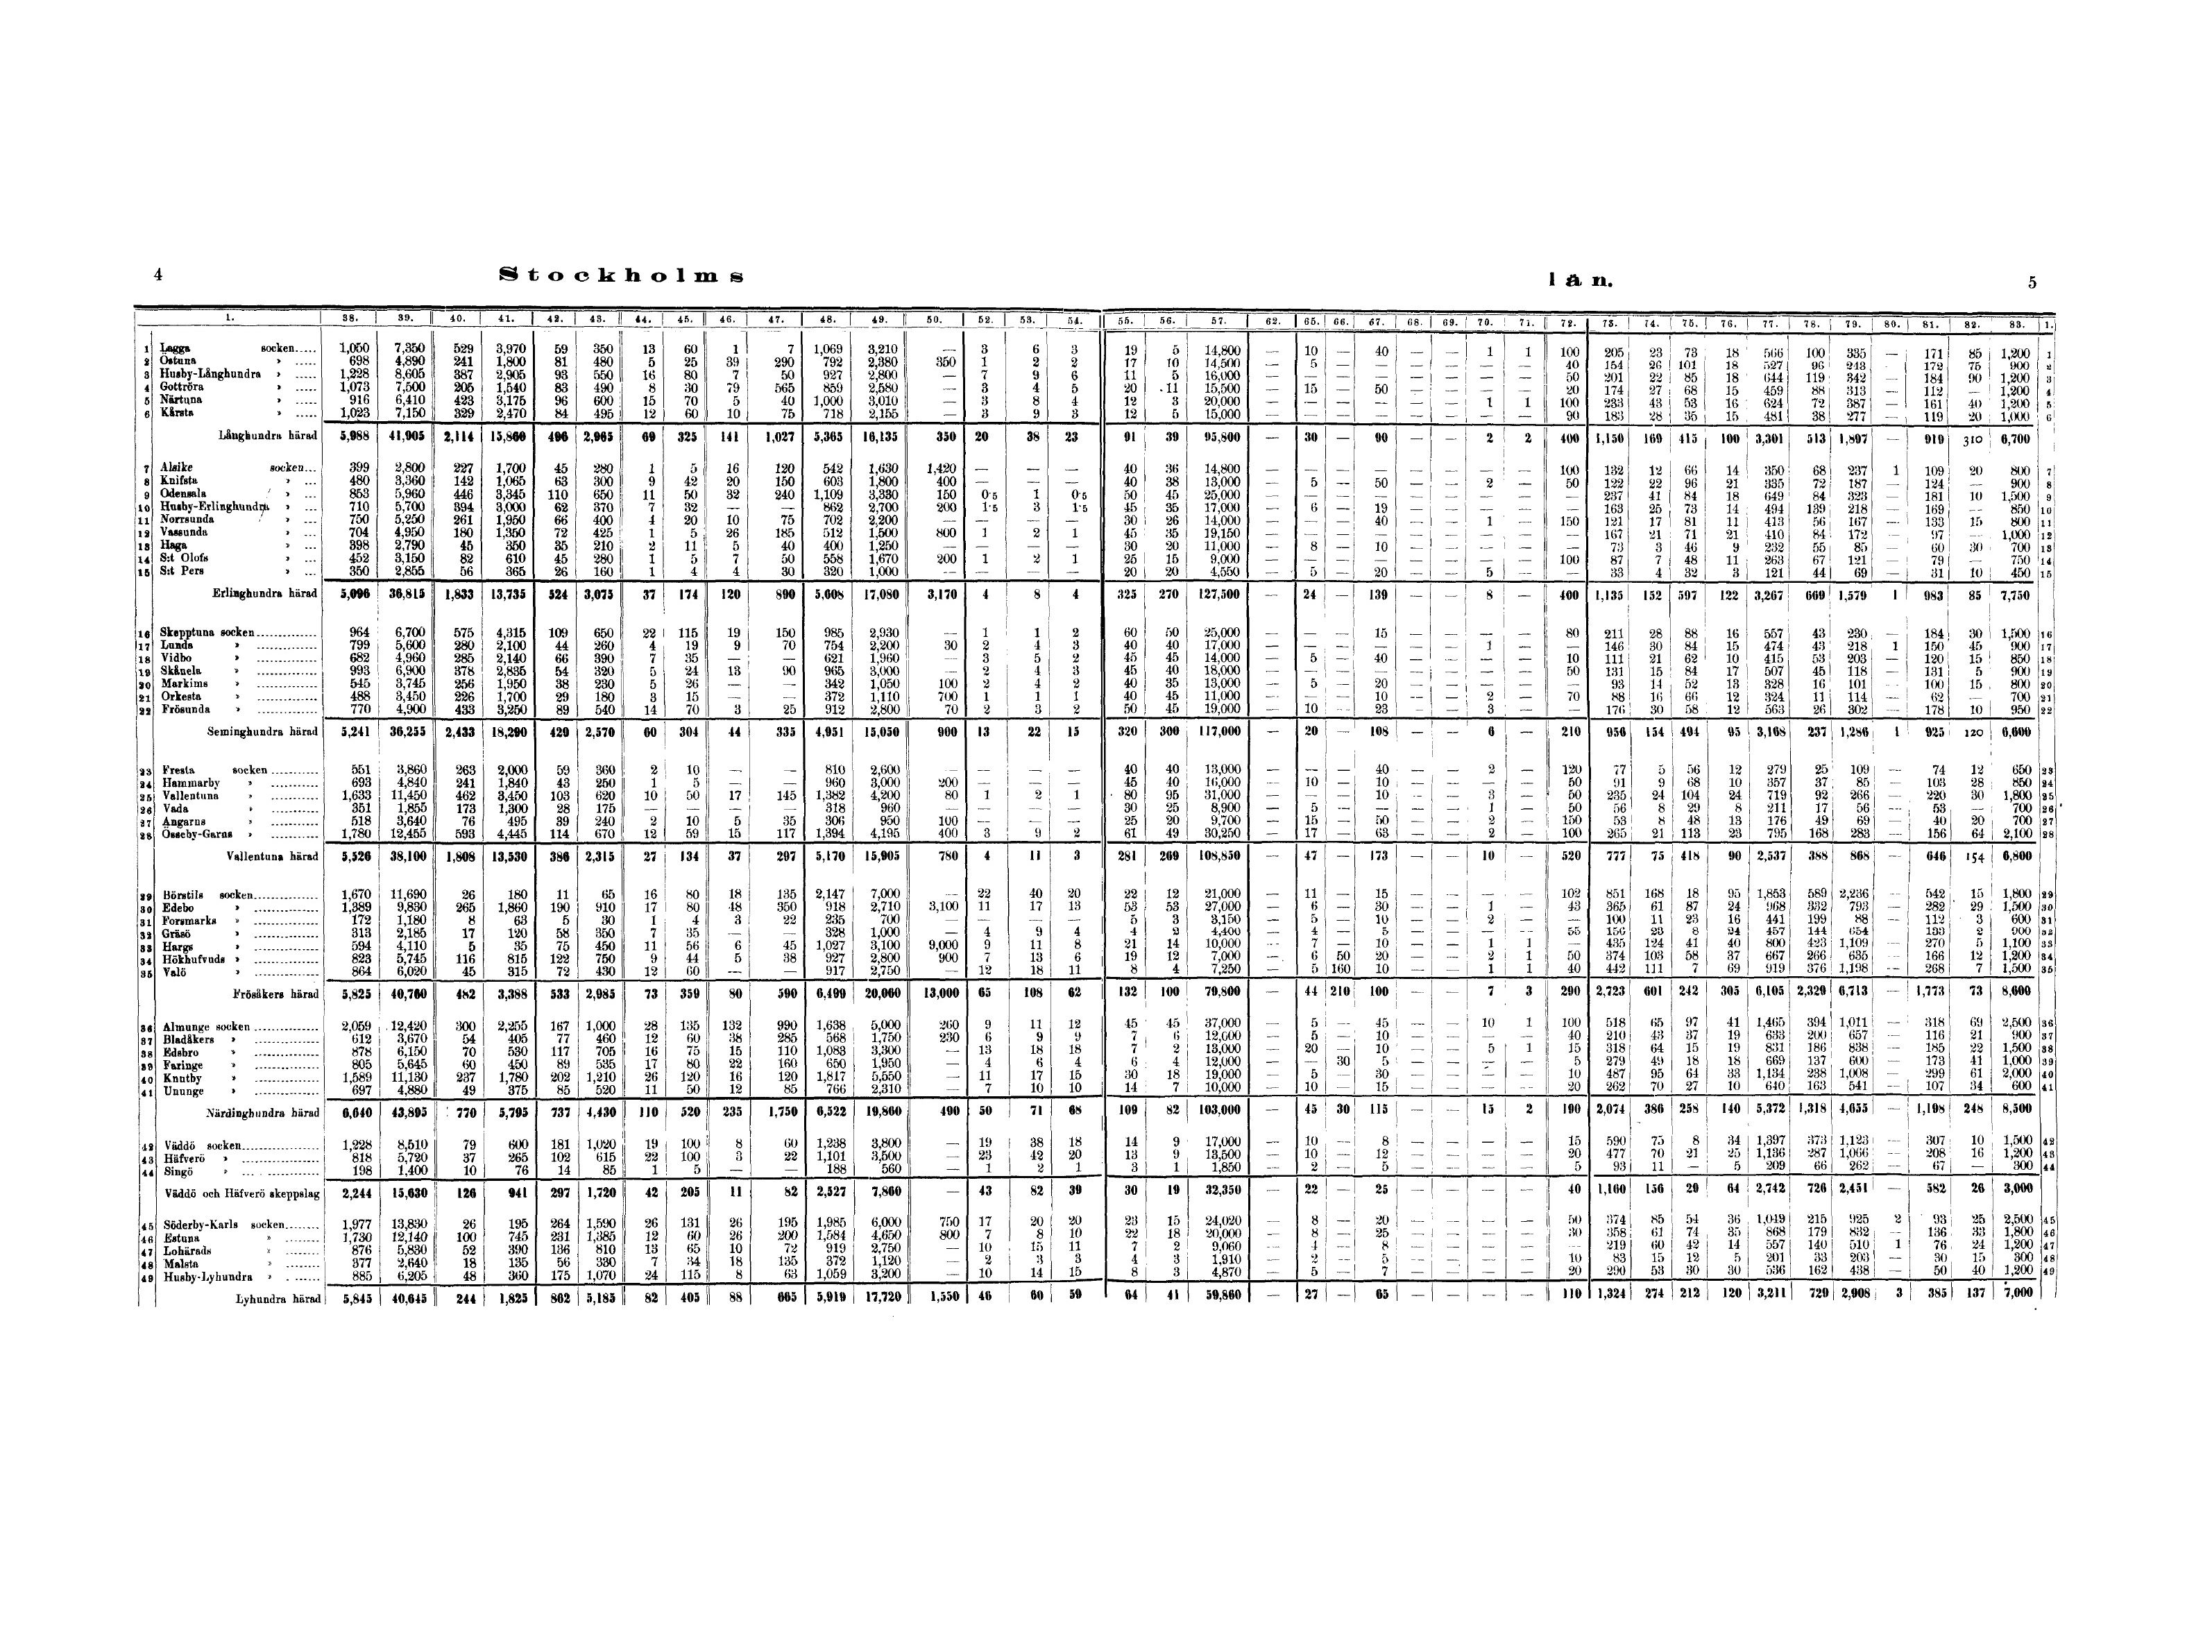 4 Stockholms län. 5
1. 38. 39. 40. 41. 42. 43. 44. 45. 46. 47. 48. 49. 50. 52. 53. 54. 55. 56. 57. 62. 65. 66. 67. 68. 69. 70. 71. 72. 73. 74. 75. 76. 77. 78. 79. 80. 81. 82. 83. 1.
1 Lagga socken..... 1,050 7,350 529 3,970 59 350 13 60 1 7 1,069 3,210 — 3 6 3 19 5 14,800 — 10 — 40 — — 1 1 100 205 23 73 18 566 100 335 — 171 85 1,200 1
2 Östuna » ..... 698 4,890 241 1,800 81 480 5 25 39 290 792 2,380 350 1 2 2 17 10 14,500 — 5 — — — — — — 40 154 26 101 18 527 96 243 172 75 900 2
3 Husby-Långhundra » ..... 1,228 8,605 387 2,905 93 550 16 80 7 50 927 2,800 — 7 9 6 11 5 16,000 — — — — — — — — 50 201 22 85 18 644 119 342 — 184 90 1,200 3
4 Gottröra » ..... 1,073 7,500 205 1,540 83 490 8 30 79 565 859 2,580 — 3 4 5 20 11 15,500 — 15 — 50 — — — — 20 174 27 68 15 459 88 313 — 112 — 1,200 4
5 Närtuna » ..... 916 6,410 423 3,175 96 600 15 70 5 40 1,000 3,010 — 3 8 4 12 3 20,000 — — — — — — 1 1 100 233 43 53 16 624 72 387 — 161 40 1,200 5
6 Kårsta » ..... 1,023 7,150 329 2,470 84 495 12 60 10 75 718 2,155 — 3 9 3 12 5 15,000 — — — — — — — — 90 183 28 35 15 481 38 277 — 119 20 1,000 6
Långhundra härad 5,988 41,905 2,114 15,860 496 2,965 69 325 141 1,027 5,365 16,135 350 20 38 23 91 39 95,800 — 30 — 90 — — 2 2 400 1,150 169 415 100 3,301 513 1,897 — 919 310 6,700
7 Alsike socken... 399 2,800 227 1,700 45 280 1 5 16 120 542 1,630 1,420 — — — 40 36 14,800 — — — — — — — — 100 132 12 66 14 350 68 237 1 109 20 800 7
8 Knifsta » ... 480 3,360 142 1,065 63 300 9 42 20 150 603 1,800 400 — — — 40 38 13,000 — 5 — 50 — — 2 — 50 122 22 96 21 335 72 187 — 124 — 900 8
9 Odensala » ... 853 5,960 446 3,345 110 650 11 50 32 240 1,109 3,330 150 0·5 1 0·5 50 45 25,000 — — — — — — — — — 237 41 84 18 649 84 323 — 181 10 1,500 9
10 Husby-Erlinghundra » ... 710 5,700 394 3,000 62 370 7 32 — — 862 2,700 200 1·5 3 1·5 45 35 17,000 — 6 — 19 — — — — — 163 25 73 14 494 139 218 — 169 — 850 10
11 Norrsunda » ... 750 5,250 261 1,950 66 400 4 20 10 75 702 2,200 — — — — 30 26 14,000 — — — 40 — — 1 — 150 121 17 81 11 413 56 167 — 133 15 800 11
12 Vassunda » ... 704 4,950 180 1,350 72 425 1 5 26 185 512 1,500 800 1 2 1 45 35 19,150 — — — — — — — — — 167 21 71 21 410 84 172 — 97 — 1,000 12
13 Haga » ... 398 2,790 45 350 35 210 2 11 5 40 400 1,250 — — — — 30 20 11,000 — 8 — 10 — — — — — 73 3 46 9 232 55 85 — 60 30 700 13
14 S:t Olofs » ... 452 3,150 82 610 45 280 1 5 7 50 558 1,670 200 1 2 1 25 15 9,000 — — — — — — — — 100 87 7 48 11 263 67 121 — 79 — 750 14
15 S:t Pers » ... 350 2,855 56 365 26 160 1 4 4 30 320 1,000 — — — — 20 20 4,550 — 5 — 20 — — 5 — — 33 4 32 3 121 44 69 — 31 10 450 15
Erlinghundra härad 5,096 36,815 1,833 13,735 524 3,075 37 174 120 890 5,608 17,080 3,170 4 8 4 325 270 127,500 — 24 — 139 — — 8 — 400 1,135 152 597 122 3,267 669 1,579 1 983 85 7,750
16 Skepptuna socken............. 964 6,700 575 4,315 109 650 22 115 19 150 985 2,930 — 1 1 2 60 50 25,000 — — — 15 — — — — 80 211 28 88 16 557 43 230 — 184 30 1,500 16
17 Lunda » ............. 799 5,600 280 2,100 44 260 4 19 9 70 754 2,200 30 2 4 3 40 40 17,000 — — — — — — 1 — — 146 30 84 15 474 43 218 1 150 45 900 17
18 Vidbo » ............. 682 4,960 285 2,140 66 390 7 35 — — 621 1,960 — 3 5 2 45 45 14,000 — 5 — 40 — — — — 10 111 21 62 10 415 53 203 — 120 15 850 18
19 Skånela » ............. 993 6,900 378 2,835 54 320 5 24 13 90 965 3,000 — 2 4 3 45 40 18,000 — — — — — — — — 50 131 15 84 17 507 45 118 — 131 5 900 19
20 Markims » ............. 545 3,745 256 1,950 38 230 5 26 — — 342 1,050 100 2 4 2 40 35 13,000 — 5 — 20 — — — — — 93 14 52 13 328 16 101 — 100 15 800 20
21 Orkesta » ............. 488 3,450 226 1,700 29 180 3 15 — — 372 1,110 700 1 1 1 40 45 11,000 — — — 10 — — 2 — 70 88 16 66 12 324 11 114 — 62 — 700 21
22 Frösunda » ............. 770 4,900 433 3,250 89 540 14 70 3 25 912 2,800 70 2 3 2 50 45 19,000 — 10 — 23 — — 3 — — 176 30 58 12 563 26 302 — 178 10 950 22
Seminghundra härad 5,241 36,255 2,433 18,290 429 2,570 60 304 44 335 4,951 15,050 900 13 22 15 320 300 117,000 — 20 — 108 — — 6 — 210 956 154 494 95 3,168 237 1,286 1 925 120 6,600
23 Fresta socken .......... 551 3,860 263 2,000 59 360 2 10 — — 810 2,600 — — — — 40 40 13,000 — — — 40 — — 2 — 120 77 5 56 12 279 25 109 — 74 12 650 23
24 Hammarby » ........... 693 4,840 241 1,840 43 250 1 5 — — 960 3,000 200 — — — 45 40 16,000 — 10 — 10 — — — — 50 91 9 68 10 357 37 85 — 103 28 850 24
25 Vallentuna » ........... 1,633 11,450 462 3,450 103 620 10 50 17 145 1,382 4,200 80 1 2 1 80 95 31,000 — — — 10 — — 3 — 50 235 24 104 24 719 92 266 — 220 30 1,800 25
26 Vada » ........... 351 1,855 173 1,300 28 175 — — — — 318 960 — — — — 30 25 8,900 — 5 — — — — 1 — 50 56 8 29 8 211 17 56 — 53 — 700 26
27 Angarns » ........... 518 3,640 76 495 39 240 2 10 5 35 306 950 100 — — — 25 20 9,700 — 15 — 50 — — 2 — 150 53 8 48 13 176 49 69 — 40 20 700 27
28 Össeby-Garns » ........... 1,780 12,455 593 4,445 114 670 12 59 15 117 1,394 4,195 400 3 9 2 61 49 30,250 — 17 — 63 — — 2 — 100 265 21 113 23 795 168 283 — 156 64 2,100 28
Vallentuna härad 5,526 38,100 1,808 13,530 386 2,315 27 134 37 297 5,170 15,905 780 4 11 3 281 269 108,850 — 47 — 173 — — 10 — 520 777 75 418 90 2,537 388 868 — 646 154 6,800
29 Börstils socken............. 1,670 11,690 26 180 11 65 16 80 18 135 2,147 7,000 — 22 40 20 22 12 21,000 — 11 — 15 — — — — 102 851 168 18 95 1,853 589 2,236 — 542 15 1,800 29
30 Edebo » ............. 1,389 9,830 265 1,860 190 910 17 80 48 350 918 2,710 3,100 11 17 13 53 53 27,000 — 6 — 30 — — 1 — 43 365 61 87 24 968 332 793 — 282 29 1,500 30
31 Forsmarks » ............. 172 1,180 8 63 5 30 1 4 3 22 235 700 — — — — 5 3 3,150 — 5 — 10 — — 2 — — 100 11 23 16 441 199 88 — 112 3 600 31
32 Gräsö » ............. 313 2,185 17 120 58 350 7 35 — — 328 1,000 — 4 9 4 4 2 4,400 — 4 — 5 — — — — 55 156 23 8 24 457 144 654 — 133 2 900 32
33 Hargs » ............. 594 4,110 5 35 75 450 11 56 6 45 1,027 3,100 9,000 9 11 8 21 14 10,000 — 7 — 10 — — 1 1 — 435 124 41 40 800 423 1,109 — 270 5 1,100 33
34 Hökhufvuds » ............. 823 5,745 116 815 122 750 9 44 5 38 927 2,800 900 7 13 6 19 12 7,000 — 6 50 20 — — 2 1 50 374 103 58 37 667 266 635 — 166 12 1,200 34
35 Valö » ............. 864 6,020 45 315 72 430 12 60 — — 917 2,750 — 12 18 11 8 4 7,250 — 5 160 10 — — 1 1 40 442 111 7 69 919 376 1,198 — 268 7 1,500 35
Frösåkers härad 5,825 40,760 482 3,388 533 2,985 73 359 80 590 6,499 20,060 13,000 65 108 62 132 100 79,800 — 44 210 100 — — 7 3 290 2,723 601 242 305 6,105 2,329 6,713 — 1,773 73 8,600
36 Almunge socken ............. 2,059 12,420 300 2,255 167 1,000 28 135 132 990 1,638 5,000 260 9 11 12 45 45 37,000 — 5 — 45 — — 10 1 100 518 65 97 41 1,465 394 1,011 — 318 69 2,500 36
37 Bladåkers » ............. 612 3,670 54 405 77 460 12 60 38 285 568 1,750 230 6 9 9 7 6 12,000 — 5 — 10 — — — — 40 210 43 37 19 633 200 657 — 116 21 900 37
38 Edsbro » ............. 878 6,150 70 530 117 705 16 75 15 110 1,083 3,300 — 13 18 18 7 2 13,000 — 20 — 10 — — 5 1 15 318 64 15 19 831 186 838 — 185 22 1,500 38
39 Faringe » ............. 805 5,645 60 450 89 535 17 80 22 160 650 1,950 — 4 6 4 6 4 12,000 — — 30 5 — — — — 5 279 49 18 18 669 137 600 — 173 41 1,000 39
40 Knutby » ............. 1,589 11,130 237 1,780 202 1,210 26 120 16 120 1,817 5,550 — 11 17 15 30 18 19,000 — 5 — 30 — — — — 10 487 95 64 33 1,134 238 1,008 — 299 61 2,000 40
41 Ununge » ............. 697 4,880 49 375 85 520 11 50 12 85 766 2,310 — 7 10 10 14 7 10,000 — 10 — 15 — — — — 20 262 70 27 10 640 163 541 — 107 34 600 41
Närdinghundra härad 6,640 43,895 770 5,795 737 4,430 110 520 235 1,750 6,522 19,860 490 50 71 68 109 82 103,000 — 45 30 115 — — 15 2 190 2,074 386 258 140 5,372 1,318 4,655 — 1,198 248 8,500
42 Väddö socken................ 1,228 8,510 79 600 181 1,020 19 100 8 60 1,238 3,800 — 19 38 18 14 9 17,000 — 10 — 8 — — — — 15 590 75 8 34 1,397 373 1,123 — 307 10 1,500 42
43 Häfverö » ................ 818 5,720 37 265 102 615 22 100 3 22 1,101 3,500 — 23 42 20 13 9 13,500 — 10 — 12 — — — — 20 477 70 21 25 1,136 287 1,066 — 208 16 1,200 43
44 Singö » ................ 198 1,400 10 76 14 85 1 5 — — 188 560 — 1 2 1 3 1 1,850 — 2 — 5 — — — — 5 93 11 — 5 209 66 262 — 67 — 300 44
Väddö och Häfverö skeppslag 2,244 15,630 126 941 297 1,720 42 205 11 82 2,527 7,860 — 43 82 39 30 19 32,350 — 22 — 25 — — — — 40 1,160 156 29 64 2,742 726 2,451 — 582 26 3,000
45 Söderby-Karls socken........ 1,977 13,830 26 195 264 1,590 26 131 26 195 1,985 6,000 750 17 20 20 23 15 24,020 — 8 — 20 — — — — 50 374 85 54 36 1,049 215 925 2 93 25 2,500 45
46 Estuna » ........ 1,730 12,140 100 745 231 1,385 12 60 26 200 1,584 4,650 800 7 8 10 22 18 20,000 — 8 — 25 — — — — 30 358 61 74 35 868 179 832 — 136 33 1,800 46
47 Lohärads » ........ 876 5,830 52 390 136 810 13 65 10 72 919 2,750 — 10 15 11 7 2 9,060 — 4 — 8 — — — — — 219 60 42 14 557 140 510 1 76 24 1,200 47
48 Malsta » ........ 377 2,640 18 135 56 330 7 34 18 135 372 1,120 — 2 3 3 4 3 1,910 — 2 — 5 — — — — 10 83 15 12 5 201 33 203 — 30 15 300 48
49 Husby-Lyhundra » ....... 885 6,205 48 360 175 1,070 24 115 8 63 1,059 3,200 — 10 14 15 8 3 4,870 — 5 — 7 — — — — 20 290 53 30 30 536 162 438 — 50 40 1,200 49
Lyhundra härad 5,845 40,645 244 1,825 862 5,185 82 405 88 665 5,919 17,720 1,550 46 60 59 64 41 59,860 — 27 — 65 — — — — 110 1,324 274 212 120 3,211 729 2,908 3 385 137 7,000